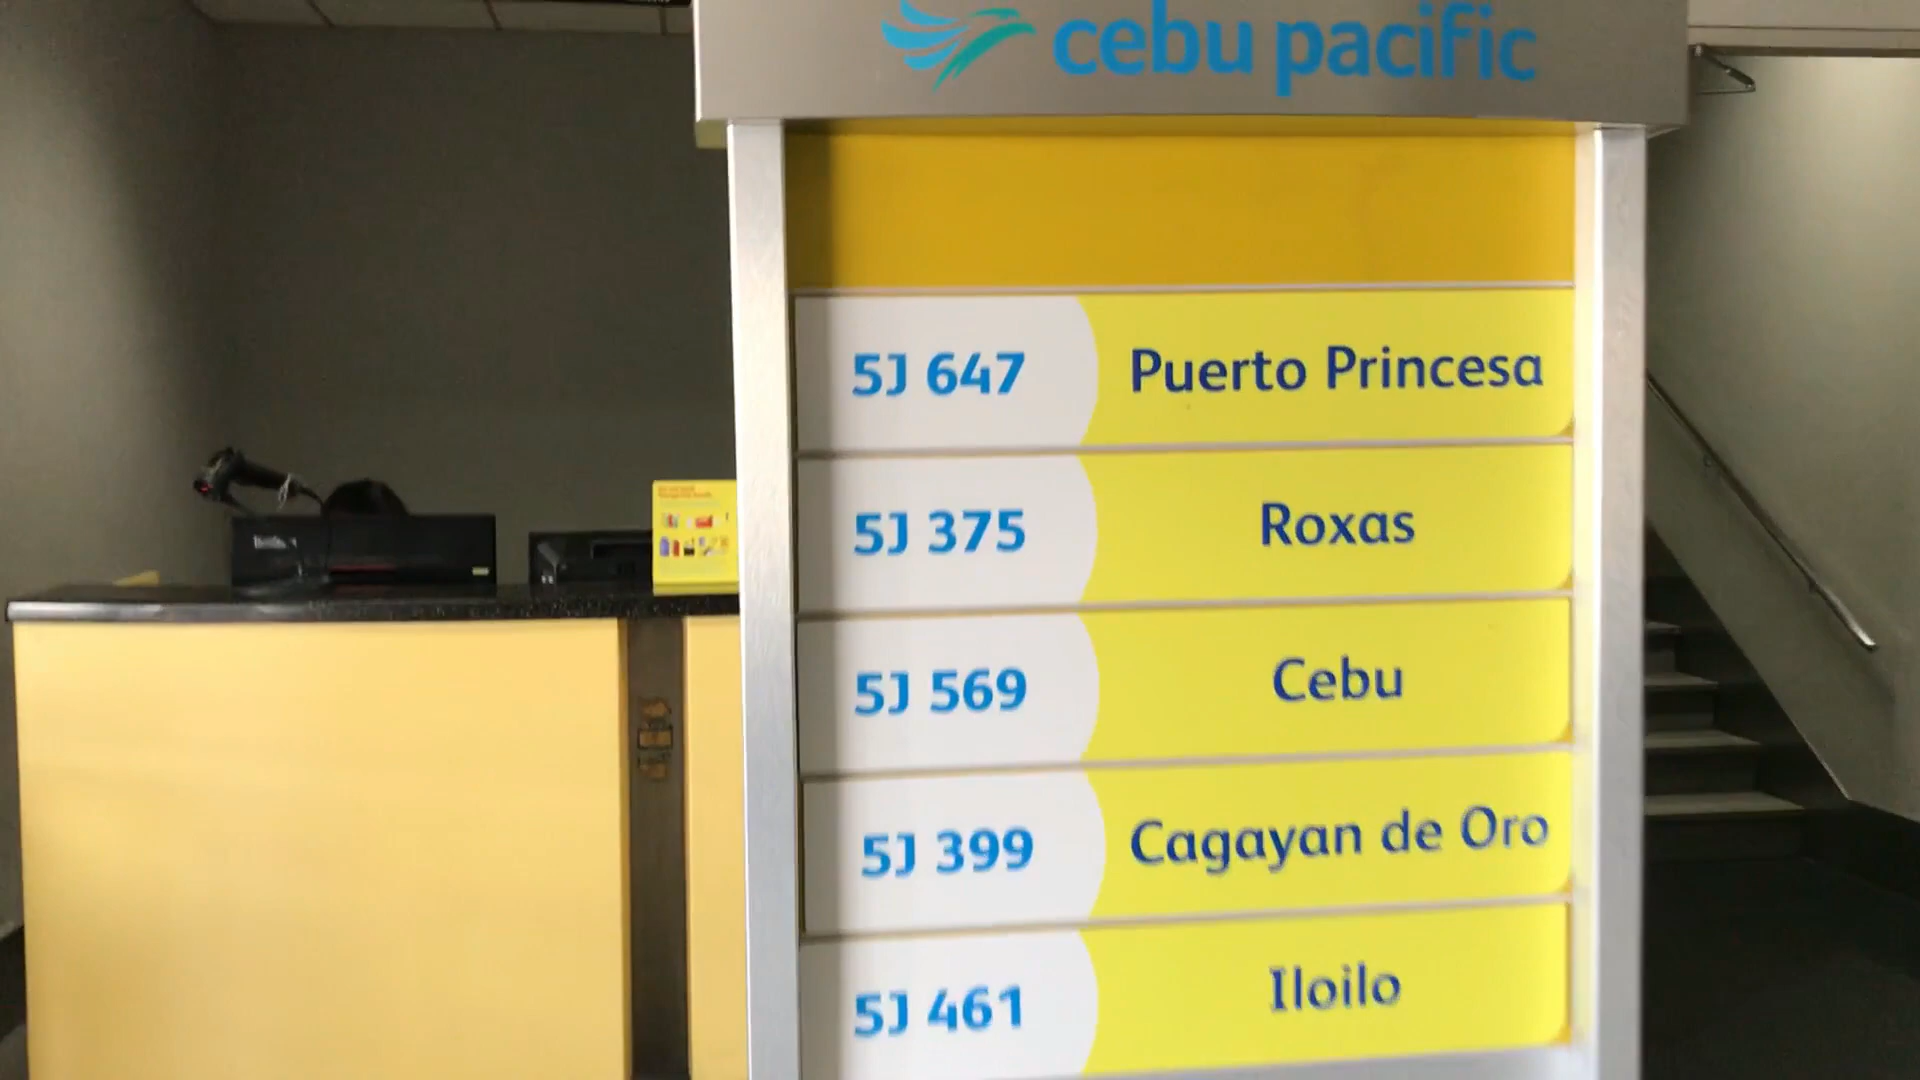 cebu pacific
5J 647 Puerto Princesa
5J 375 Roxas
5J 569 Cebu
5J 399 Cagayan de Oro
5J 461 Iloilo